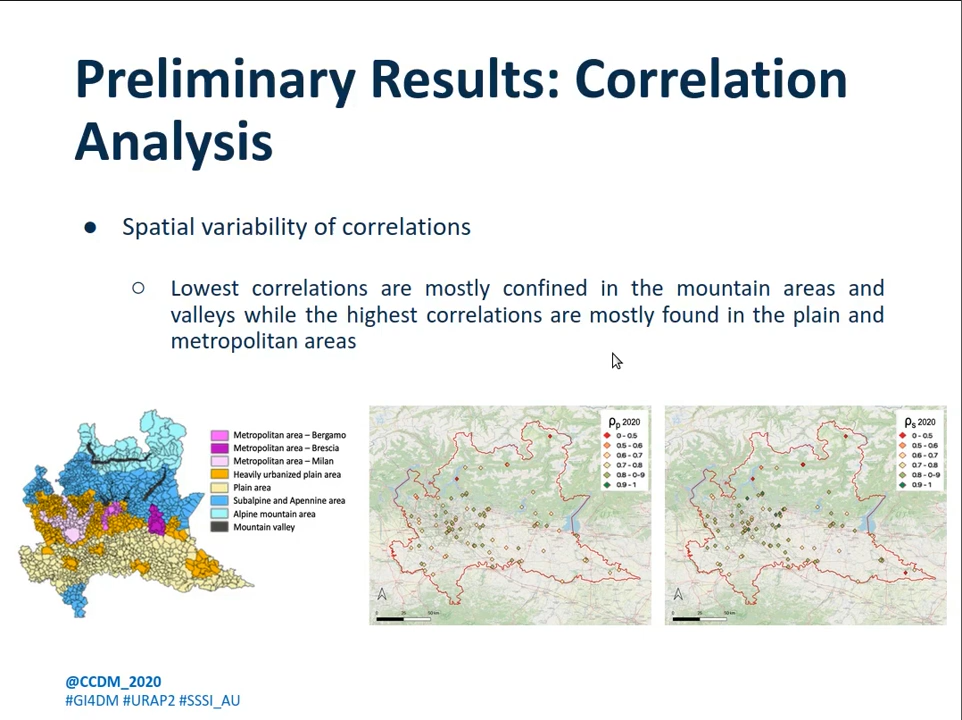 Preliminary Results: Correlation
Analysis
● Spatial variability of correlations
○ Lowest correlations are mostly confined in the mountain areas and
valleys while the highest correlations are mostly found in the plain and
metropolitan areas
Metropolitan area – Bergamo
Metropolitan area – Brescia
Metropolitan area – Milan
Heavily urbanized plain area
Plain area
Subalpine and Apennine area
Alpine mountain area
Mountain valley
ρp 2020
0 - 0.5
0.5 - 0.6
0.6 - 0.7
0.7 - 0.8
0.8 - 0-9
0.9 - 1
ρs 2020
0 - 0.5
0.5 - 0.6
0.6 - 0.7
0.7 - 0.8
0.8 - 0-9
0.9 - 1
@CCDM_2020
#GI4DM #URAP2 #SSSI_AU